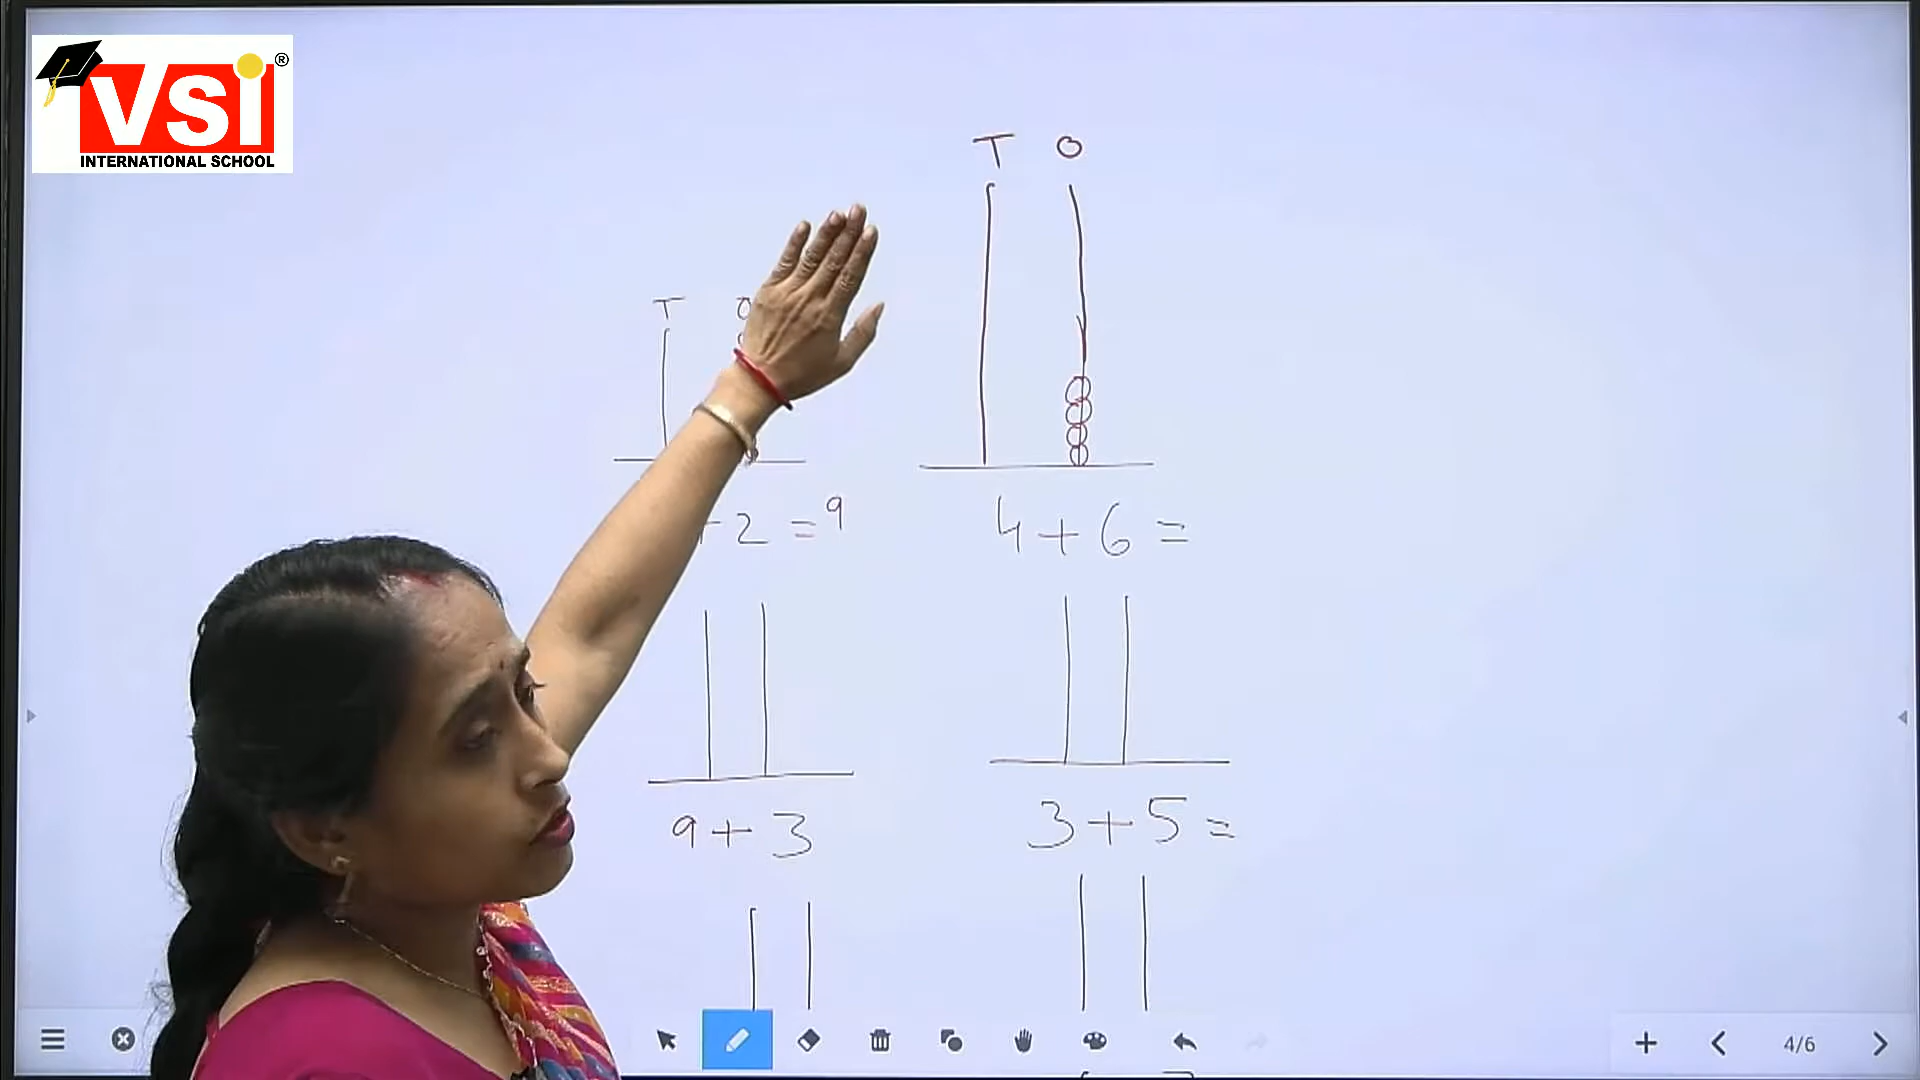 VSI ®
INTERNATIONAL SCHOOL
T O
T O
+ 2 = 9
4 + 6 =
9 + 3
3 + 5 =
4/6